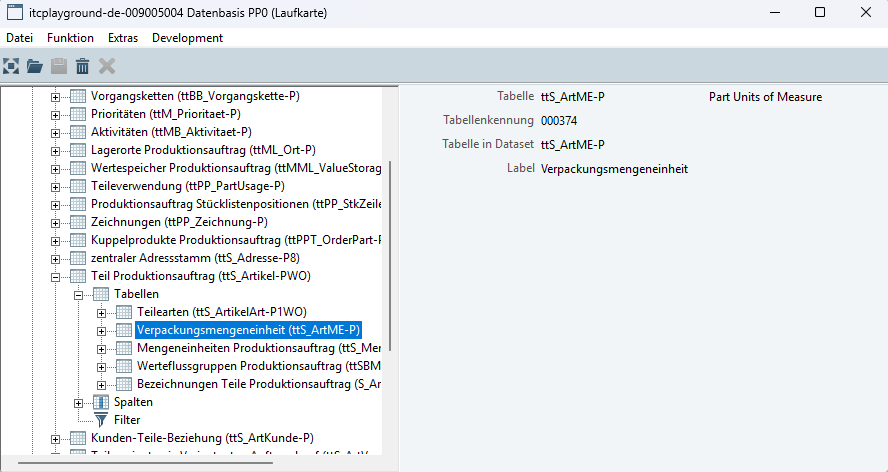 itcplayground-de-009005004 Datenbasis PP0 (Laufkarte)
Datei Funktion Extras Development
Vorgangsketten (ttBB_Vorgangskette-P)
Prioritäten (ttM_Prioritaet-P)
Aktivitäten (ttMB_Aktivitaet-P)
Lagerorte Produktionsauftrag (ttML_Ort-P)
Wertespeicher Produktionsauftrag (ttMML_ValueStorag
Teileverwendung (ttPP_PartUsage-P)
Produktionsauftrag Stücklistenpositionen (ttPP_StkZeile
Zeichnungen (ttPP_Zeichnung-P)
Kuppelprodukte Produktionsauftrag (ttPPT_OrderPart-P
zentraler Adressstamm (ttS_Adresse-P8)
Teil Produktionsauftrag (ttS_Artikel-PWO)
Tabellen
Teilearten (ttS_ArtikelArt-P1WO)
Verpackungsmengeneinheit (ttS_ArtME-P)
Mengeneinheiten Produktionsauftrag (ttS_Mer
Werteflussgruppen Produktionsauftrag (ttSBM
Bezeichnungen Teile Produktionsauftrag (S_Ar
Spalten
Filter
Kunden-Teile-Beziehung (ttS_ArtKunde-P)
Tabelle ttS_ArtME-P Part Units of Measure
Tabellenkennung 000374
Tabelle in Dataset ttS_ArtME-P
Label Verpackungsmengeneinheit